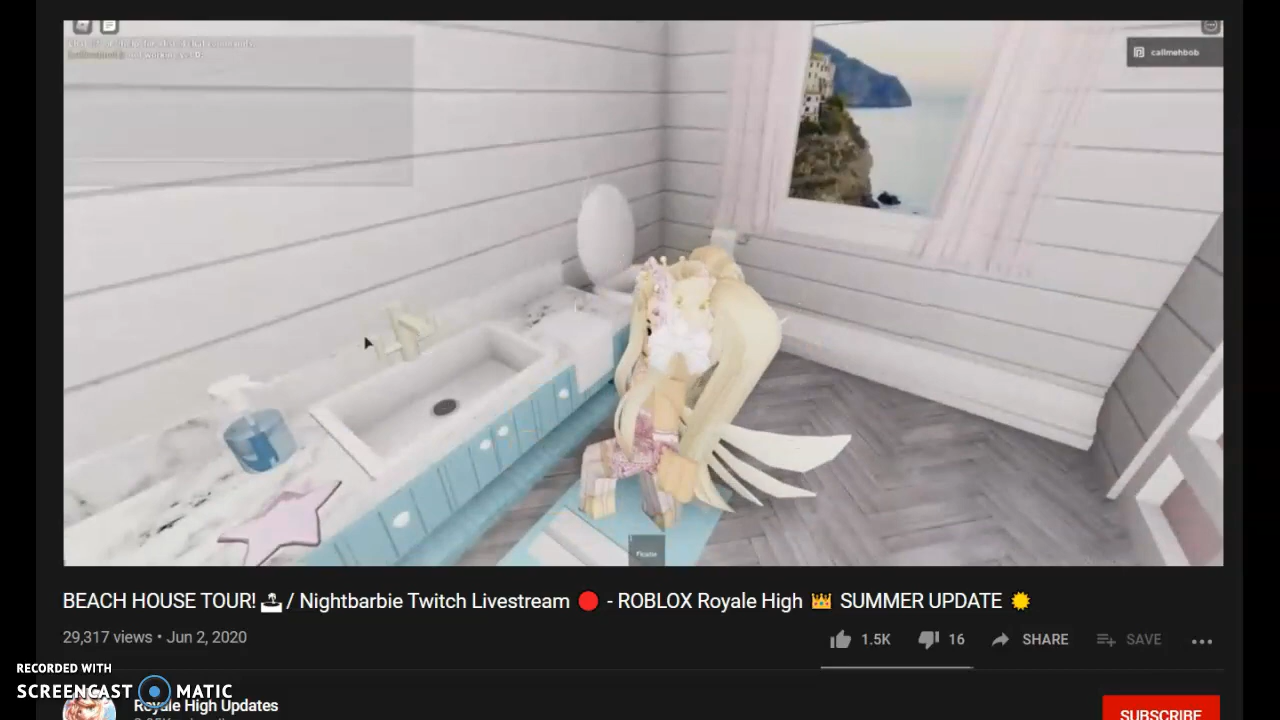 callmehbob
Floatie
BEACH HOUSE TOUR! 🏝️ / Nightbarbie Twitch Livestream 🔴 - ROBLOX Royale High 👑 SUMMER UPDATE ☀️
29,317 views • Jun 2, 2020
1.5K
16
SHARE
SAVE
RECORDED WITH
SCREENCAST MATIC
Royale High Updates
SUBSCRIBE